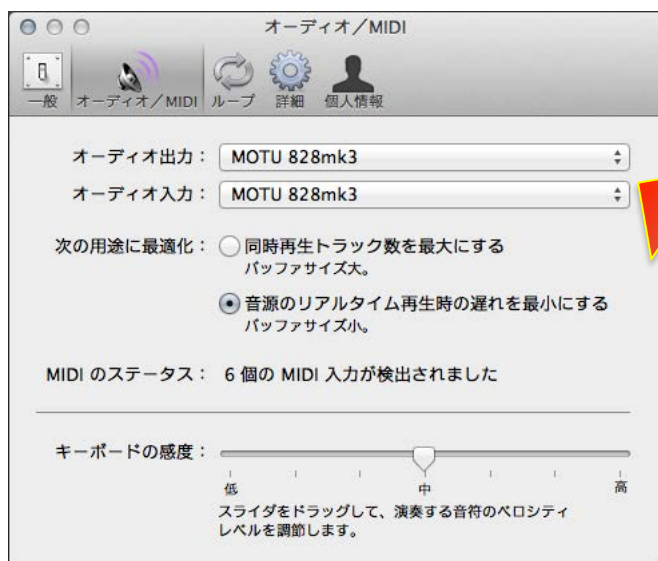 オーディオ／MIDI
一般 オーディオ／MIDI ループ 詳細 個人情報
オーディオ出力： MOTU 828mk3
オーディオ入力： MOTU 828mk3
次の用途に最適化： 同時再生トラック数を最大にする
バッファサイズ大。
音源のリアルタイム再生時の遅れを最小にする
バッファサイズ小。
MIDI のステータス： 6 個の MIDI 入力が検出されました
キーボードの感度：
低 中 高
スライダをドラッグして、演奏する音符のベロシティ
レベルを調節します。